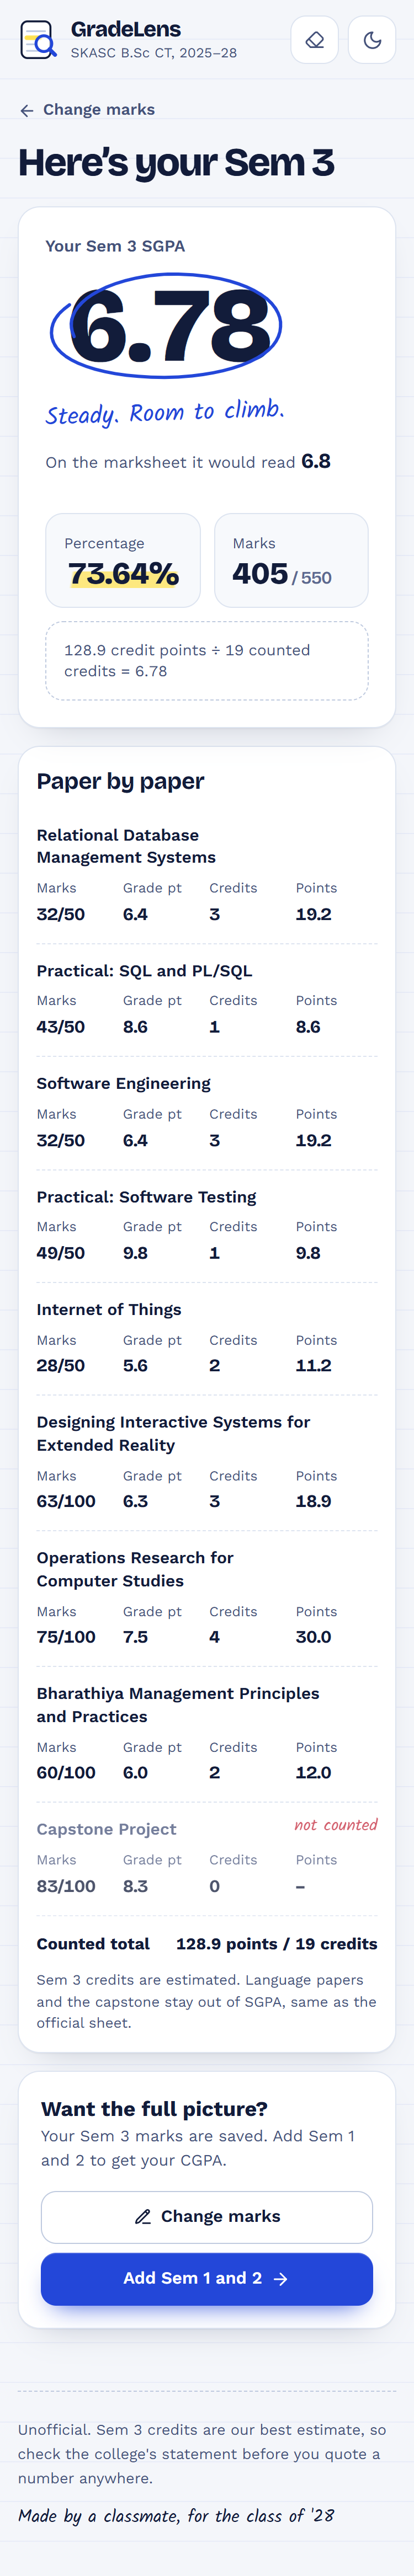 GradeLens
SKASC B.Sc CT, 2025–28
← Change marks
Here's your Sem 3
Your Sem 3 SGPA
6.78
Steady. Room to climb.
On the marksheet it would read 6.8
Percentage
73.64%
Marks
405 / 550
128.9 credit points ÷ 19 counted
credits = 6.78
Paper by paper
Relational Database
Management Systems
Marks Grade pt Credits Points
32/50 6.4 3 19.2
Practical: SQL and PL/SQL
Marks Grade pt Credits Points
43/50 8.6 1 8.6
Software Engineering
Marks Grade pt Credits Points
32/50 6.4 3 19.2
Practical: Software Testing
Marks Grade pt Credits Points
49/50 9.8 1 9.8
Internet of Things
Marks Grade pt Credits Points
28/50 5.6 2 11.2
Designing Interactive Systems for
Extended Reality
Marks Grade pt Credits Points
63/100 6.3 3 18.9
Operations Research for
Computer Studies
Marks Grade pt Credits Points
75/100 7.5 4 30.0
Bharathiya Management Principles
and Practices
Marks Grade pt Credits Points
60/100 6.0 2 12.0
Capstone Project not counted
Marks Grade pt Credits Points
83/100 8.3 0 –
Counted total 128.9 points / 19 credits
Sem 3 credits are estimated. Language papers
and the capstone stay out of SGPA, same as the
official sheet.
Want the full picture?
Your Sem 3 marks are saved. Add Sem 1
and 2 to get your CGPA.
Change marks
Add Sem 1 and 2 →
Unofficial. Sem 3 credits are our best estimate, so
check the college's statement before you quote a
number anywhere.
Made by a classmate, for the class of '28